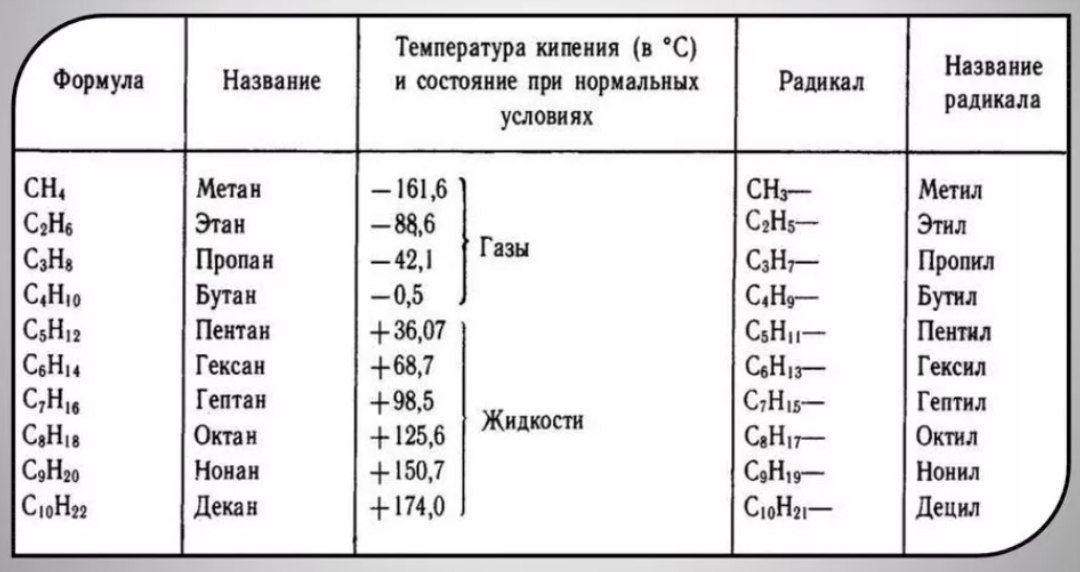 Формула Название Температура кипения (в °C) и состояние при нормальных условиях Радикал Название радикала
CH₄ Метан —161,6 CH₃— Метил
C₂H₆ Этан —88,6 C₂H₅— Этил
C₃H₈ Пропан —42,1 C₃H₇— Пропил
C₄H₁₀ Бутан —0,5 C₄H₉— Бутил
Газы
C₅H₁₂ Пентан +36,07 C₅H₁₁— Пентил
C₆H₁₄ Гексан +68,7 C₆H₁₃— Гексил
C₇H₁₆ Гептан +98,5 C₇H₁₅— Гептил
C₈H₁₈ Октан +125,6 C₈H₁₇— Октил
C₉H₂₀ Нонан +150,7 C₉H₁₉— Нонил
C₁₀H₂₂ Декан +174,0 C₁₀H₂₁— Децил
Жидкости